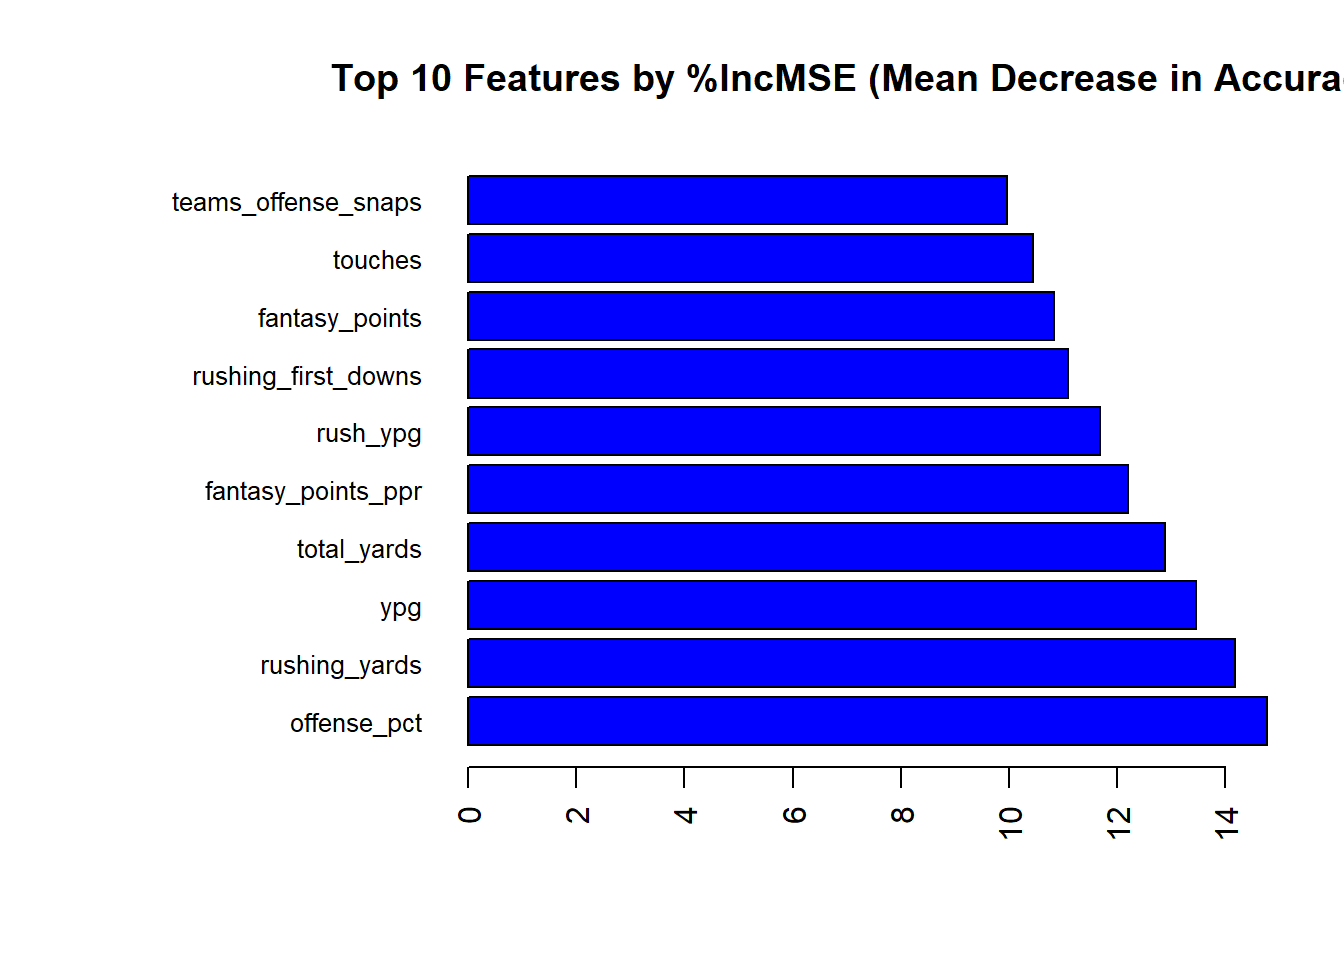 Top 10 Features by %IncMSE (Mean Decrease in Accura
teams_offense_snaps
touches
fantasy_points
rushing_first_downs
rush_ypg
fantasy_points_ppr
total_yards
ypg
rushing_yards
offense_pct
0 2 4 6 8 10 12 14